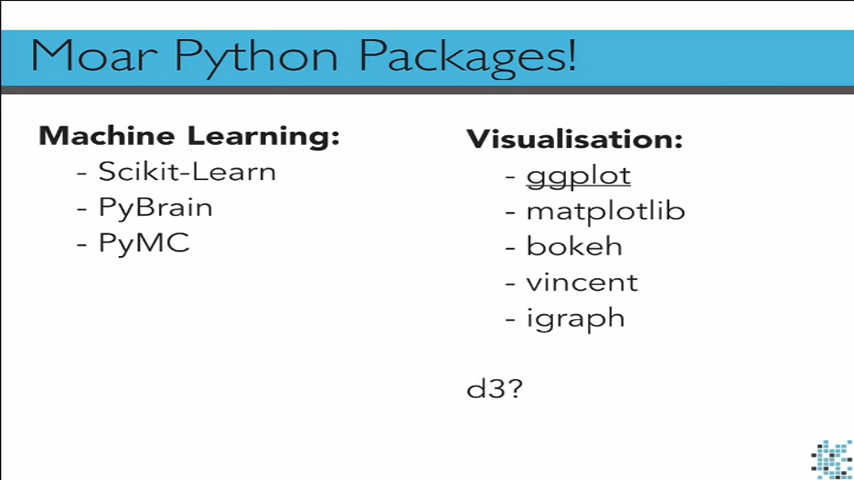 Moar Python Packages!
Machine Learning:
- Scikit-Learn
- PyBrain
- PyMC
Visualisation:
- ggplot
- matplotlib
- bokeh
- vincent
- igraph
d3?